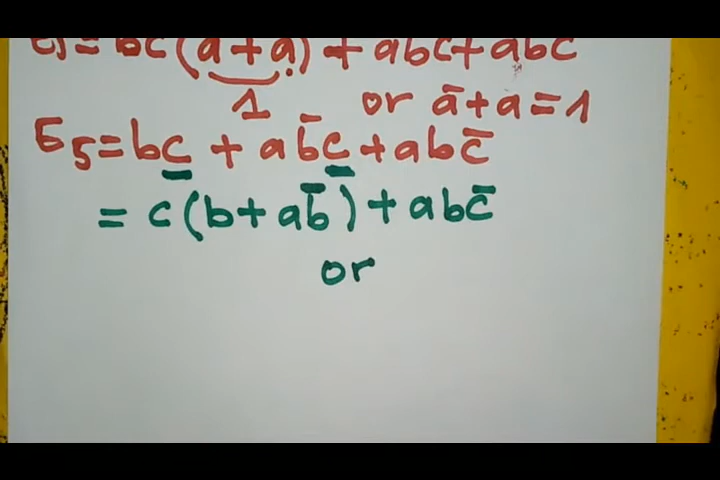 = bc(a+a)+abc+abc
1 or ā+a=1
E5=bc+ab̄c+abc̄
=c(b+ab̄)+abc̄
or